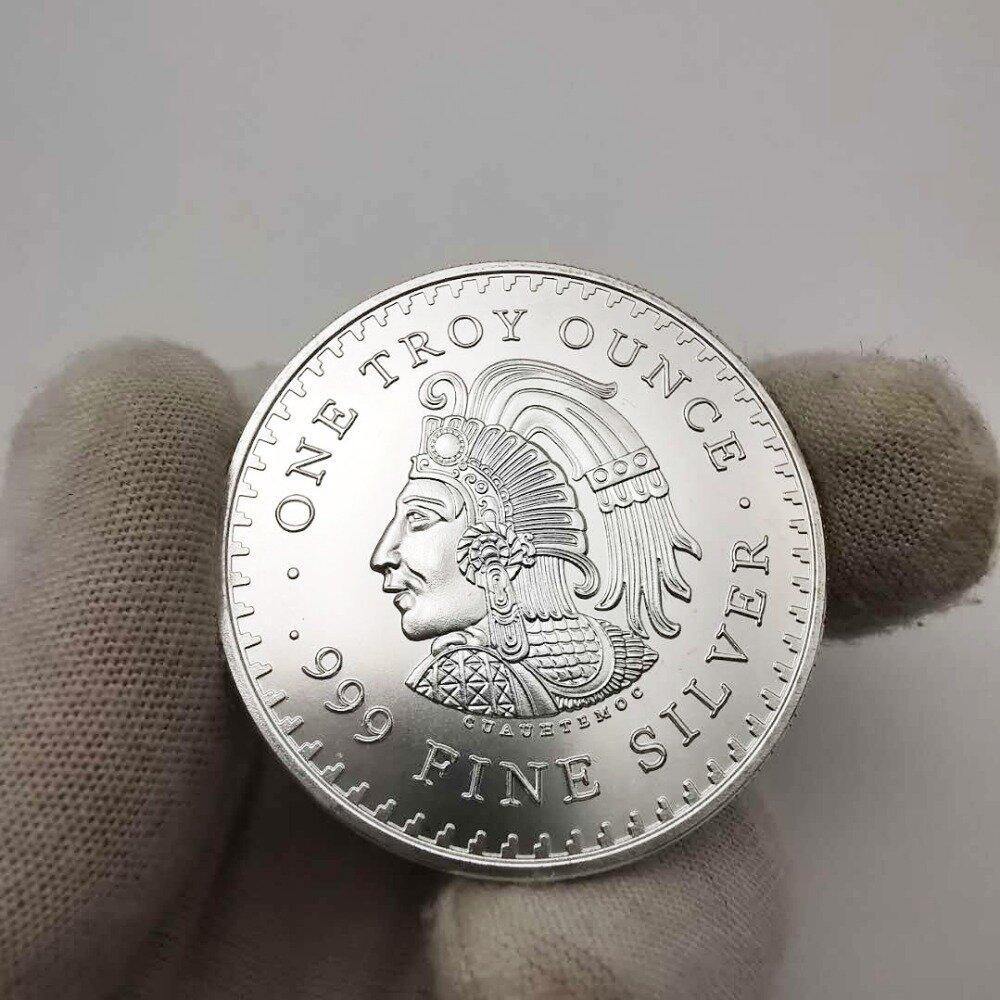 · ONE TROY OUNCE ·
· 999 FINE SILVER ·
CUAUHTEMOC